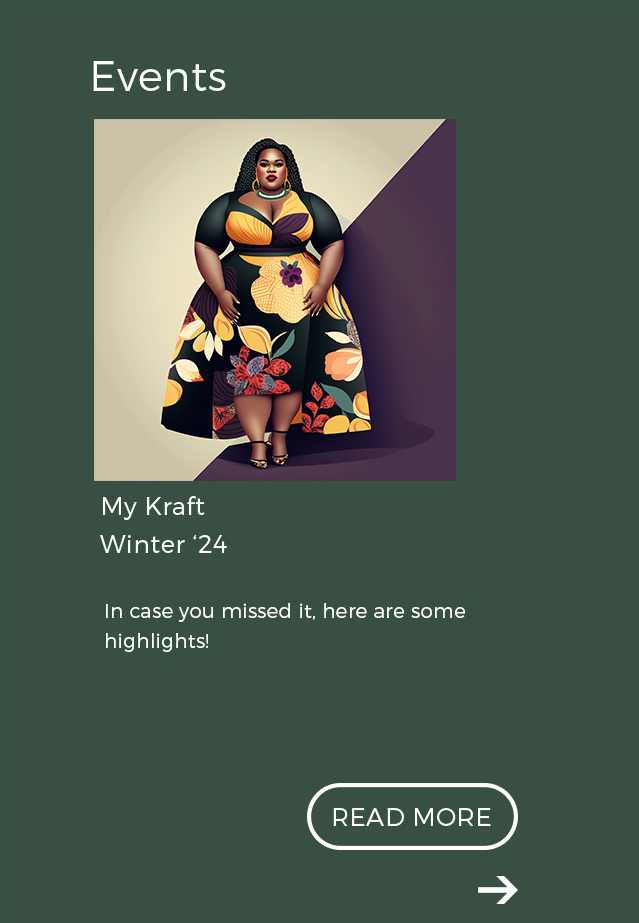 Events
My Kraft
Winter ‘24
In case you missed it, here are some
highlights!
READ MORE